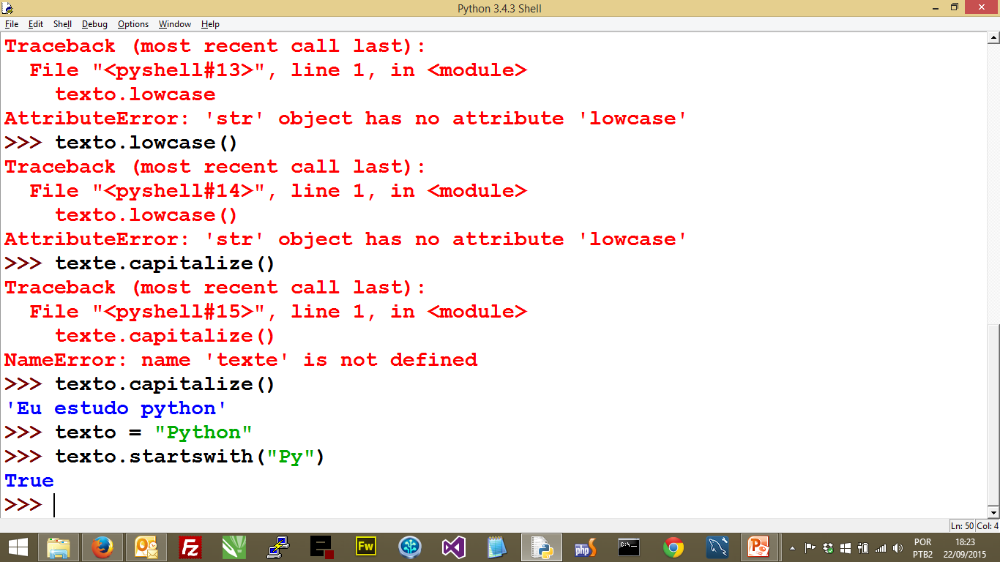 Python 3.4.3 Shell
File Edit Shell Debug Options Window Help
Traceback (most recent call last):
  File "<pyshell#13>", line 1, in <module>
    texto.lowcase
AttributeError: 'str' object has no attribute 'lowcase'
>>> texto.lowcase()
Traceback (most recent call last):
  File "<pyshell#14>", line 1, in <module>
    texto.lowcase()
AttributeError: 'str' object has no attribute 'lowcase'
>>> texte.capitalize()
Traceback (most recent call last):
  File "<pyshell#15>", line 1, in <module>
    texte.capitalize()
NameError: name 'texte' is not defined
>>> texto.capitalize()
'Eu estudo python'
>>> texto = "Python"
>>> texto.startswith("Py")
True
>>>
Ln: 50 Col: 4
Fz Fw php C:\
POR 18:23
PTB2 22/09/2015